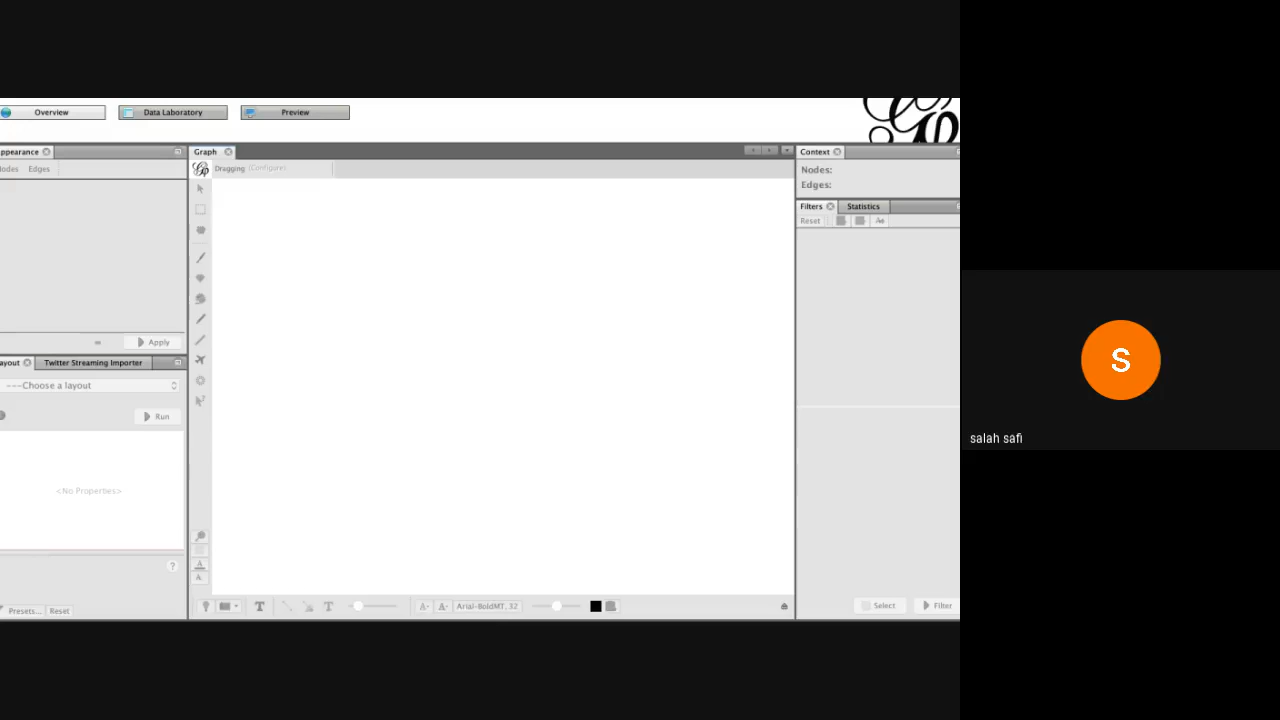 Overview
Data Laboratory
Preview
ppearance
odes Edges
Apply
ayout Twitter Streaming Importer
---Choose a layout
Run
<No Properties>
?
Presets... Reset
Graph
Dragging (Configure)
T
T
A- A- Arial-BoldMT, 32
Context
Nodes:
Edges:
Filters Statistics
Reset
Select Filter
S
salah safi